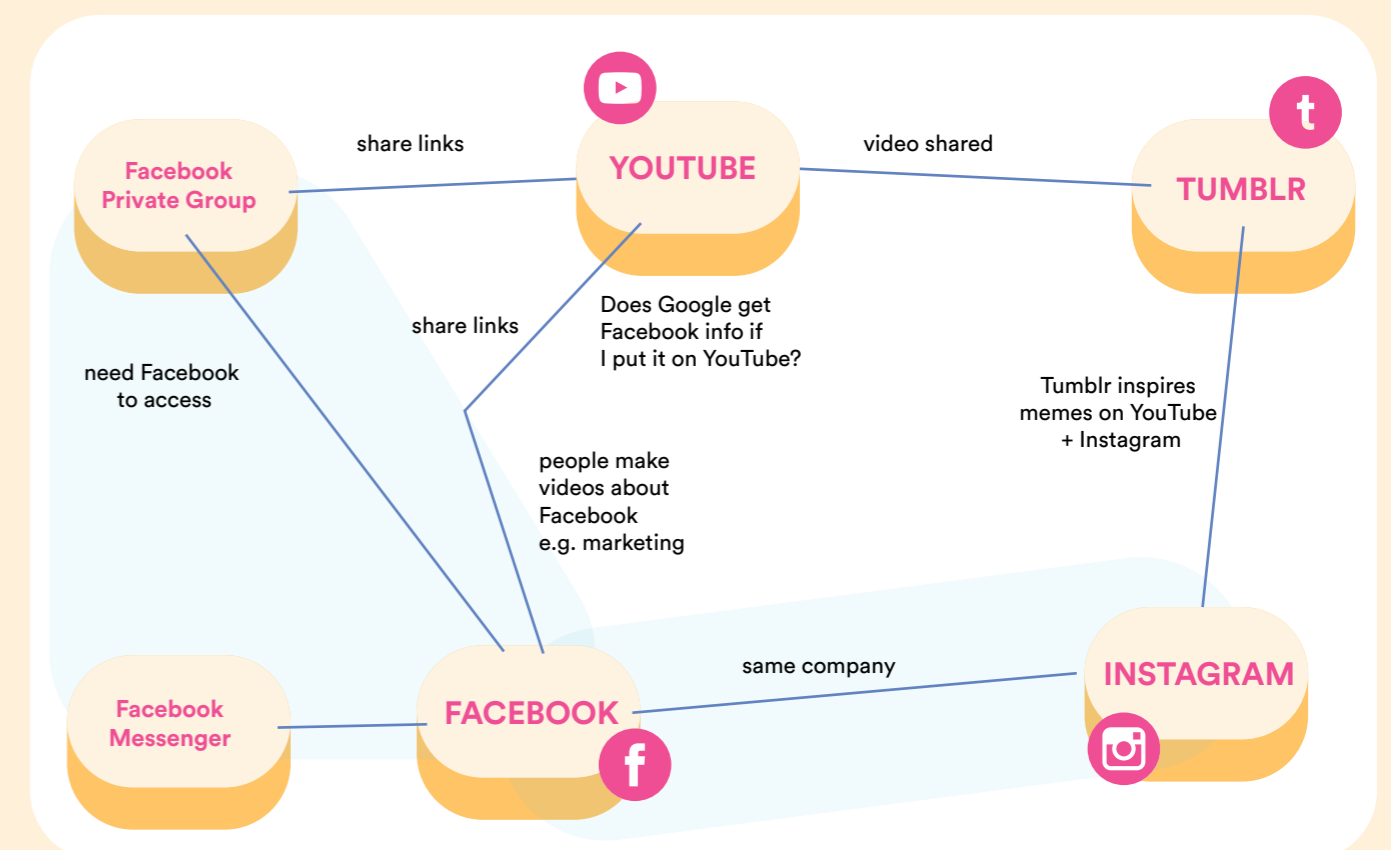 share links
YOUTUBE
video shared
t
Facebook
Private Group
TUMBLR
share links
Does Google get
Facebook info if
I put it on YouTube?
need Facebook
to access
Tumblr inspires
memes on YouTube
+ Instagram
people make
videos about
Facebook
e.g. marketing
same company
INSTAGRAM
Facebook
Messenger
FACEBOOK
f